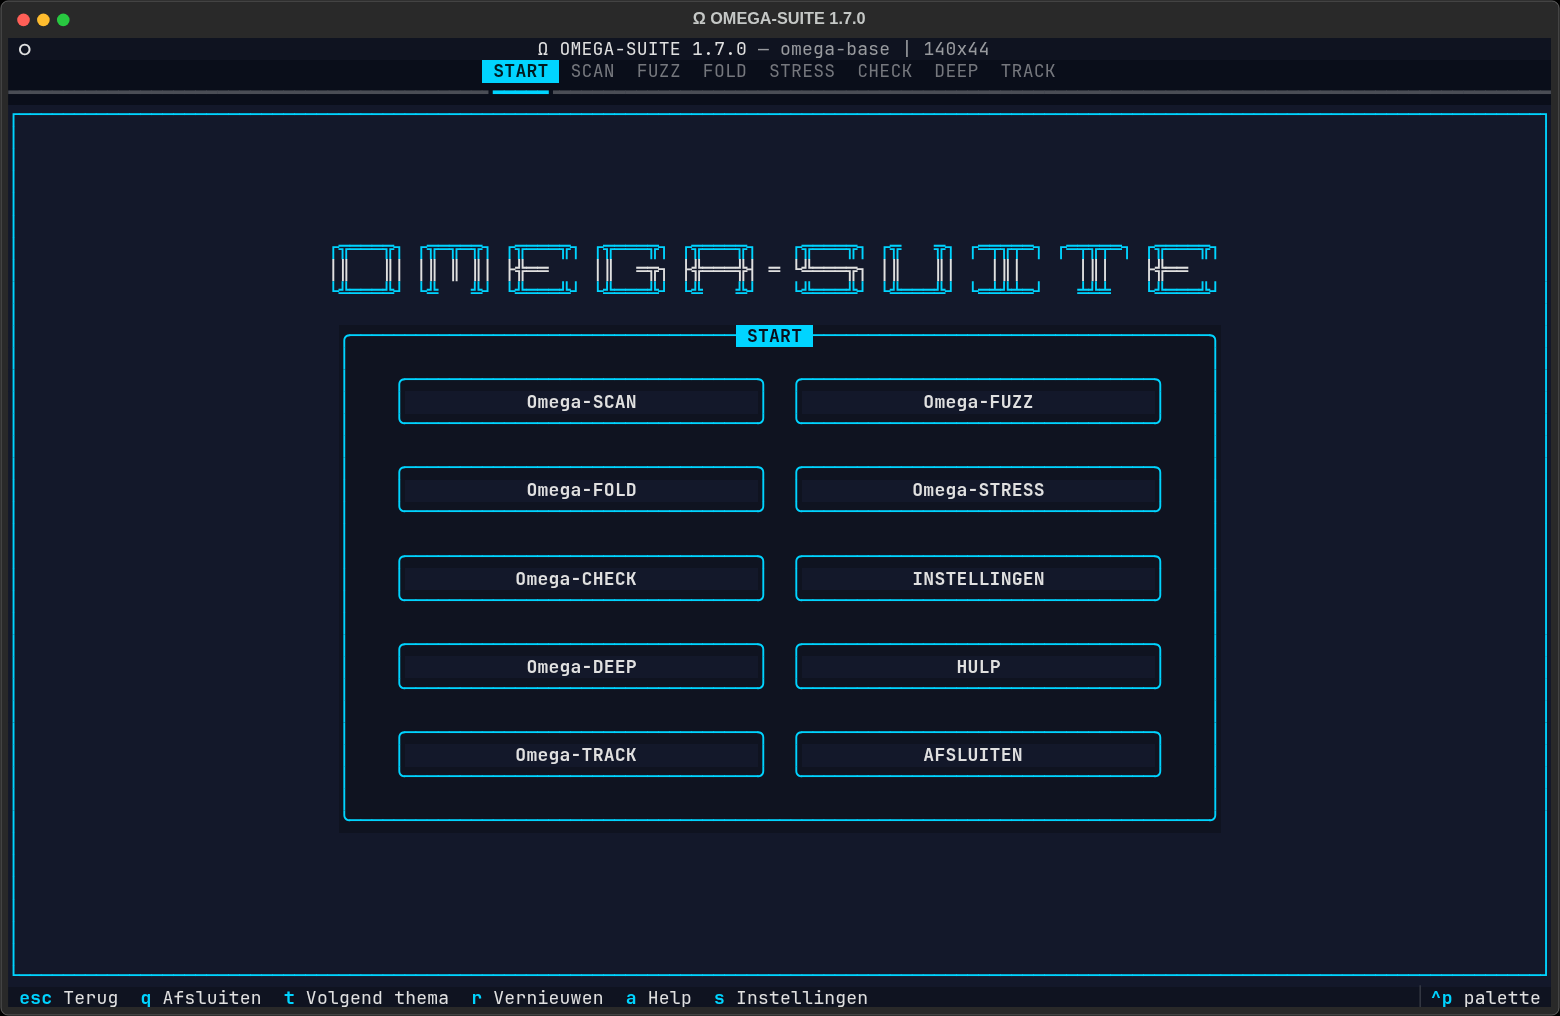 Ω OMEGA-SUITE 1.7.0
Ω OMEGA-SUITE 1.7.0 — omega-base | 140x44
START SCAN FUZZ FOLD STRESS CHECK DEEP TRACK
OMEGA-SUITE
START
Omega-SCAN Omega-FUZZ
Omega-FOLD Omega-STRESS
Omega-CHECK INSTELLINGEN
Omega-DEEP HULP
Omega-TRACK AFSLUITEN
esc Terug q Afsluiten t Volgend thema r Vernieuwen a Help s Instellingen ^p palette